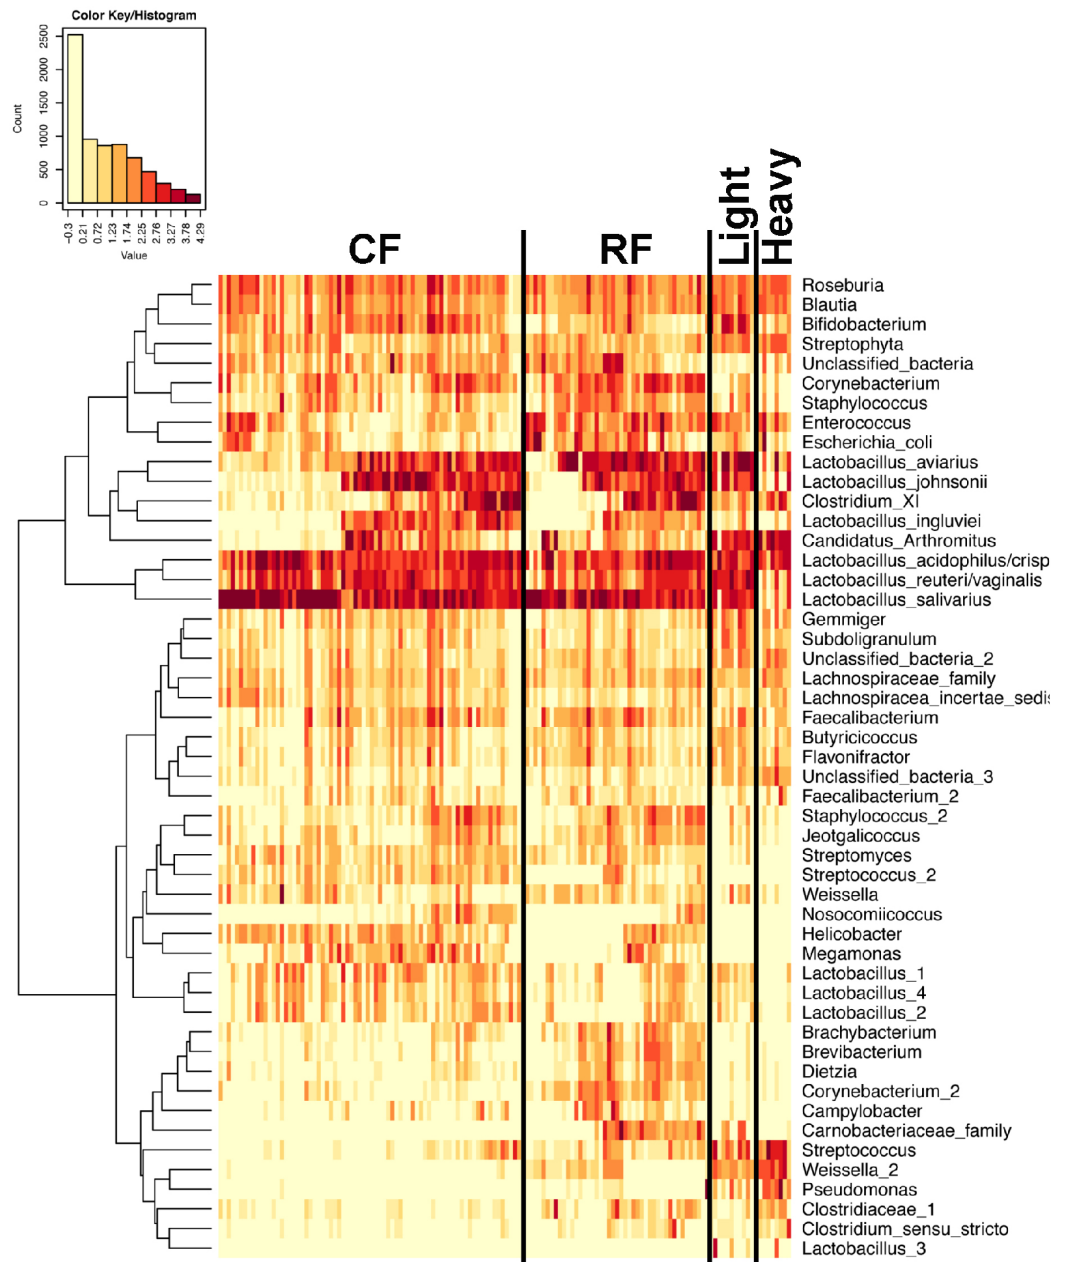 Color Key/Histogram
Count
2500
2000
1500
1000
500
0
-0.3
0.21
0.72
1.23
1.74
2.25
2.76
3.27
3.78
4.29
Value
CF
RF
Light
Heavy
Roseburia
Blautia
Bifidobacterium
Streptophyta
Unclassified_bacteria
Corynebacterium
Staphylococcus
Enterococcus
Escherichia_coli
Lactobacillus_aviarius
Lactobacillus_johnsonii
Clostridium_XI
Lactobacillus_ingluviei
Candidatus_Arthromitus
Lactobacillus_acidophilus/crisp
Lactobacillus_reuteri/vaginalis
Lactobacillus_salivarius
Gemmiger
Subdoligranulum
Unclassified_bacteria_2
Lachnospiraceae_family
Lachnospiracea_incertae_sedis
Faecalibacterium
Butyricicoccus
Flavonifractor
Unclassified_bacteria_3
Faecalibacterium_2
Staphylococcus_2
Jeotgalicoccus
Streptomyces
Streptococcus_2
Weissella
Nosocomiicoccus
Helicobacter
Megamonas
Lactobacillus_1
Lactobacillus_4
Lactobacillus_2
Brachybacterium
Brevibacterium
Dietzia
Corynebacterium_2
Campylobacter
Carnobacteriaceae_family
Streptococcus
Weissella_2
Pseudomonas
Clostridiaceae_1
Clostridium_sensu_stricto
Lactobacillus_3